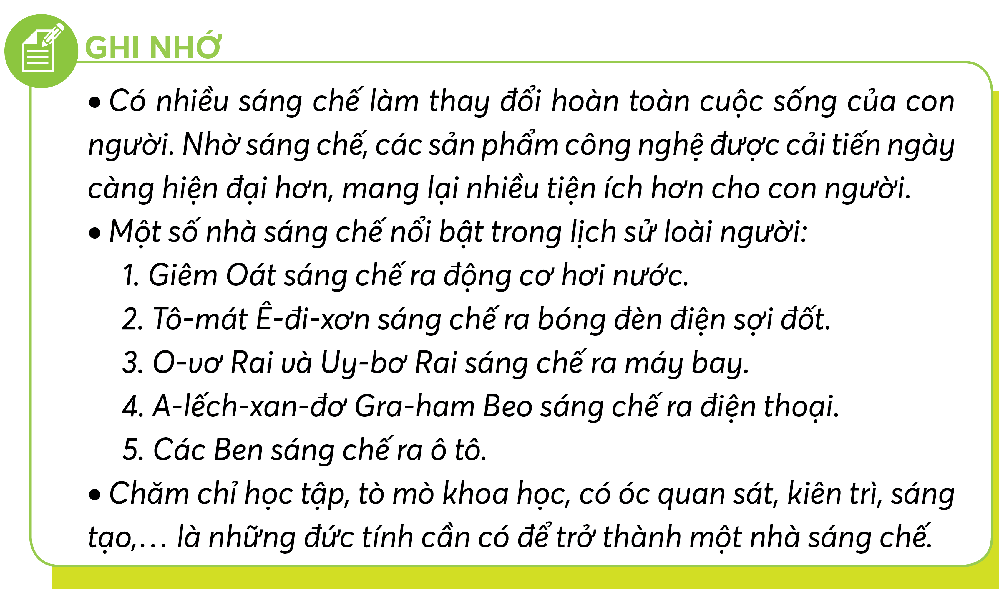 GHI NHỚ
• Có nhiều sáng chế làm thay đổi hoàn toàn cuộc sống của con
người. Nhờ sáng chế, các sản phẩm công nghệ được cải tiến ngày
càng hiện đại hơn, mang lại nhiều tiện ích hơn cho con người.
• Một số nhà sáng chế nổi bật trong lịch sử loài người:
1. Giêm Oát sáng chế ra động cơ hơi nước.
2. Tô-mát Ê-đi-xơn sáng chế ra bóng đèn điện sợi đốt.
3. O-vơ Rai và Uy-bơ Rai sáng chế ra máy bay.
4. A-lếch-xan-đơ Gra-ham Beo sáng chế ra điện thoại.
5. Các Ben sáng chế ra ô tô.
• Chăm chỉ học tập, tò mò khoa học, có óc quan sát, kiên trì, sáng
tạo,... là những đức tính cần có để trở thành một nhà sáng chế.